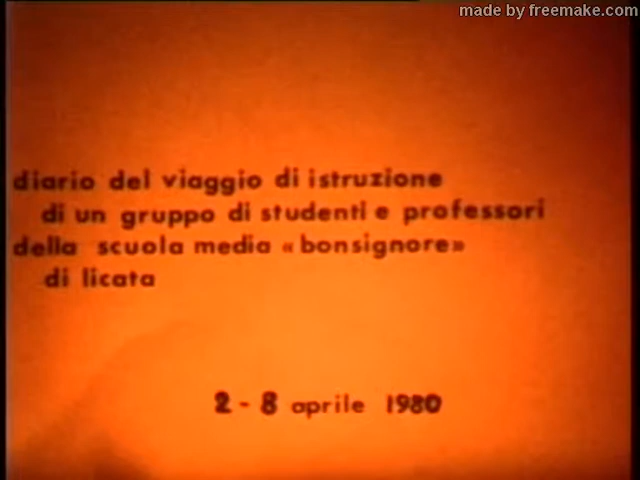 made by freemake.com
diario del viaggio di istruzione
di un gruppo di studenti e professori
della scuola media «bonsignore»
di licata
2-8 aprile 1980